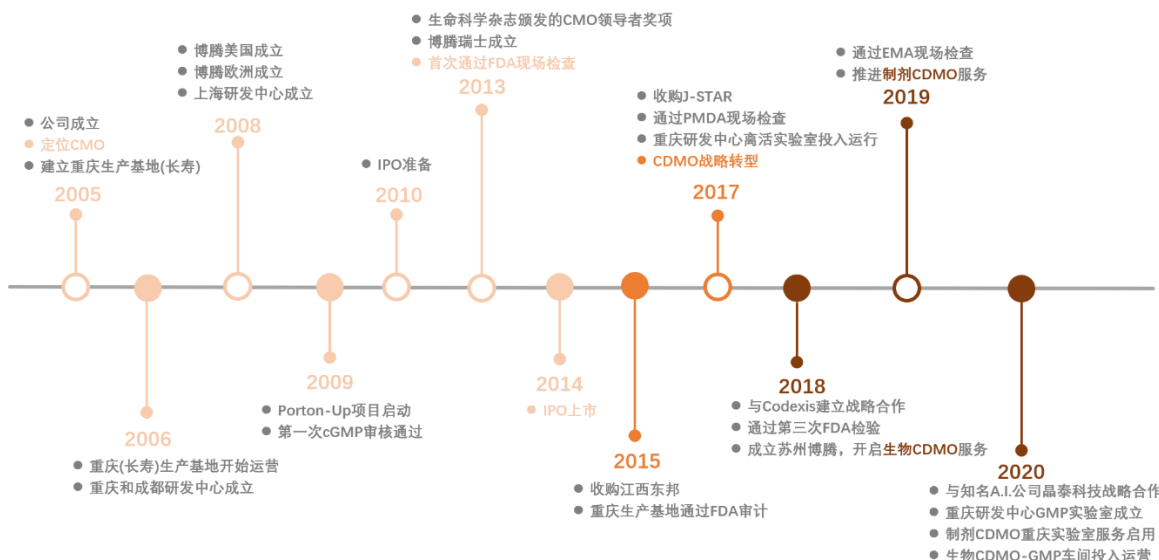 公司成立
定位CMO
建立重庆生产基地(长寿)
2005
重庆(长寿)生产基地开始运营
重庆和成都研发中心成立
2006
博腾美国成立
博腾欧洲成立
上海研发中心成立
2008
2009
Porton-Up项目启动
第一次cGMP审核通过
IPO准备
2010
生命科学杂志颁发的CMO领导者奖项
博腾瑞士成立
首次通过FDA现场检查
2013
2014
IPO上市
2015
收购江西东邦
重庆生产基地通过FDA审计
收购J-STAR
通过PMDA现场检查
重庆研发中心离活实验室投入运行
CDMO战略转型
2017
2018
与Codexis建立战略合作
通过第三次FDA检验
成立苏州博腾，开启生物CDMO服务
通过EMA现场检查
推进制剂CDMO服务
2019
2020
与知名A.I.公司晶泰科技战略合作
重庆研发中心GMP实验室成立
制剂CDMO重庆实验室服务启用
生物CDMO-GMP车间投入运营